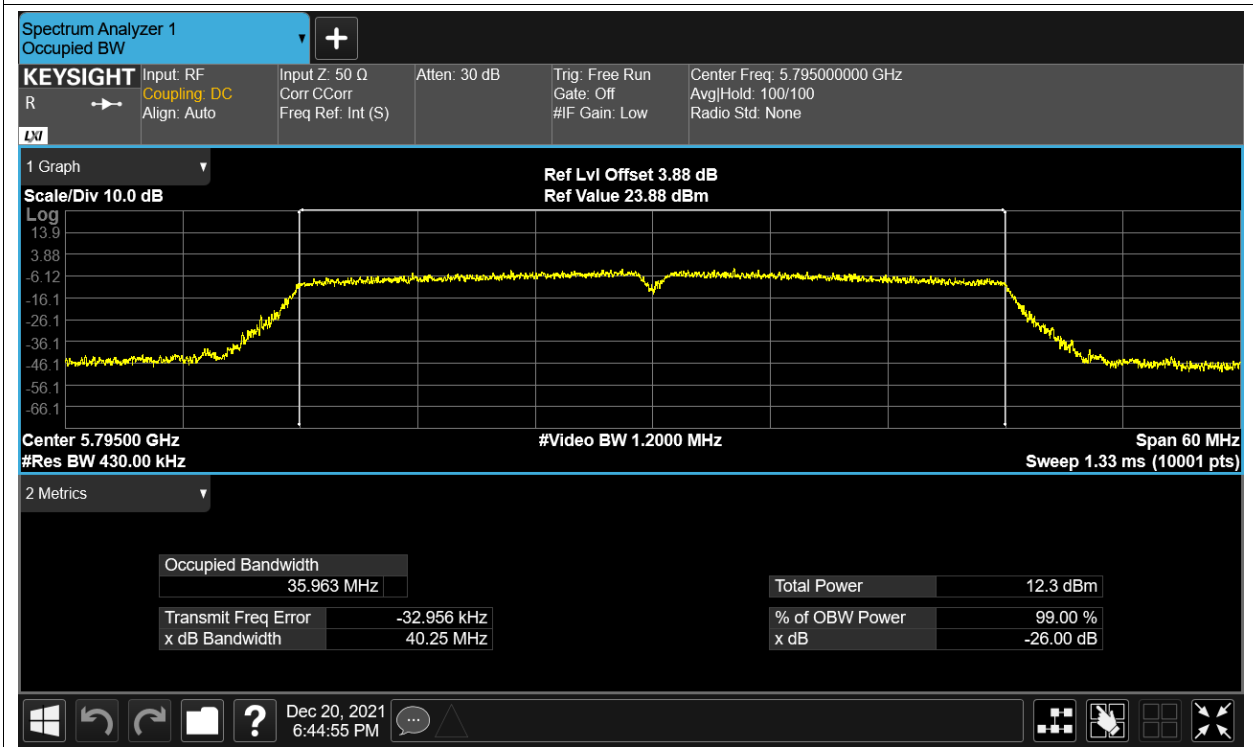 Spectrum Analyzer 1
Occupied BW
KEYSIGHT
R
LXI
Input: RF
Coupling: DC
Align: Auto
Input Z: 50 Ω
Corr CCorr
Freq Ref: Int (S)
Atten: 30 dB
Trig: Free Run
Gate: Off
#IF Gain: Low
Center Freq: 5.795000000 GHz
Avg|Hold: 100/100
Radio Std: None
1 Graph
Scale/Div 10.0 dB
Ref Lvl Offset 3.88 dB
Ref Value 23.88 dBm
Log
13.9
3.88
-6.12
-16.1
-26.1
-36.1
-46.1
-56.1
-66.1
Center 5.79500 GHz
#Res BW 430.00 kHz
#Video BW 1.2000 MHz
Span 60 MHz
Sweep 1.33 ms (10001 pts)
2 Metrics
Occupied Bandwidth
35.963 MHz
Transmit Freq Error -32.956 kHz
x dB Bandwidth 40.25 MHz
Total Power 12.3 dBm
% of OBW Power 99.00 %
x dB -26.00 dB
?
Dec 20, 2021
6:44:55 PM